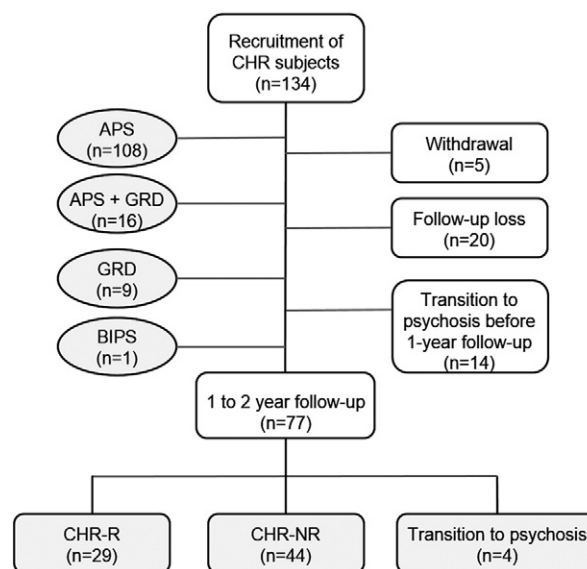 Recruitment of
CHR subjects
(n=134)
APS
(n=108)
Withdrawal
(n=5)
APS + GRD
(n=16)
Follow-up loss
(n=20)
GRD
(n=9)
Transition to
psychosis before
1-year follow-up
(n=14)
BIPS
(n=1)
1 to 2 year follow-up
(n=77)
CHR-R
(n=29)
CHR-NR
(n=44)
Transition to psychosis
(n=4)